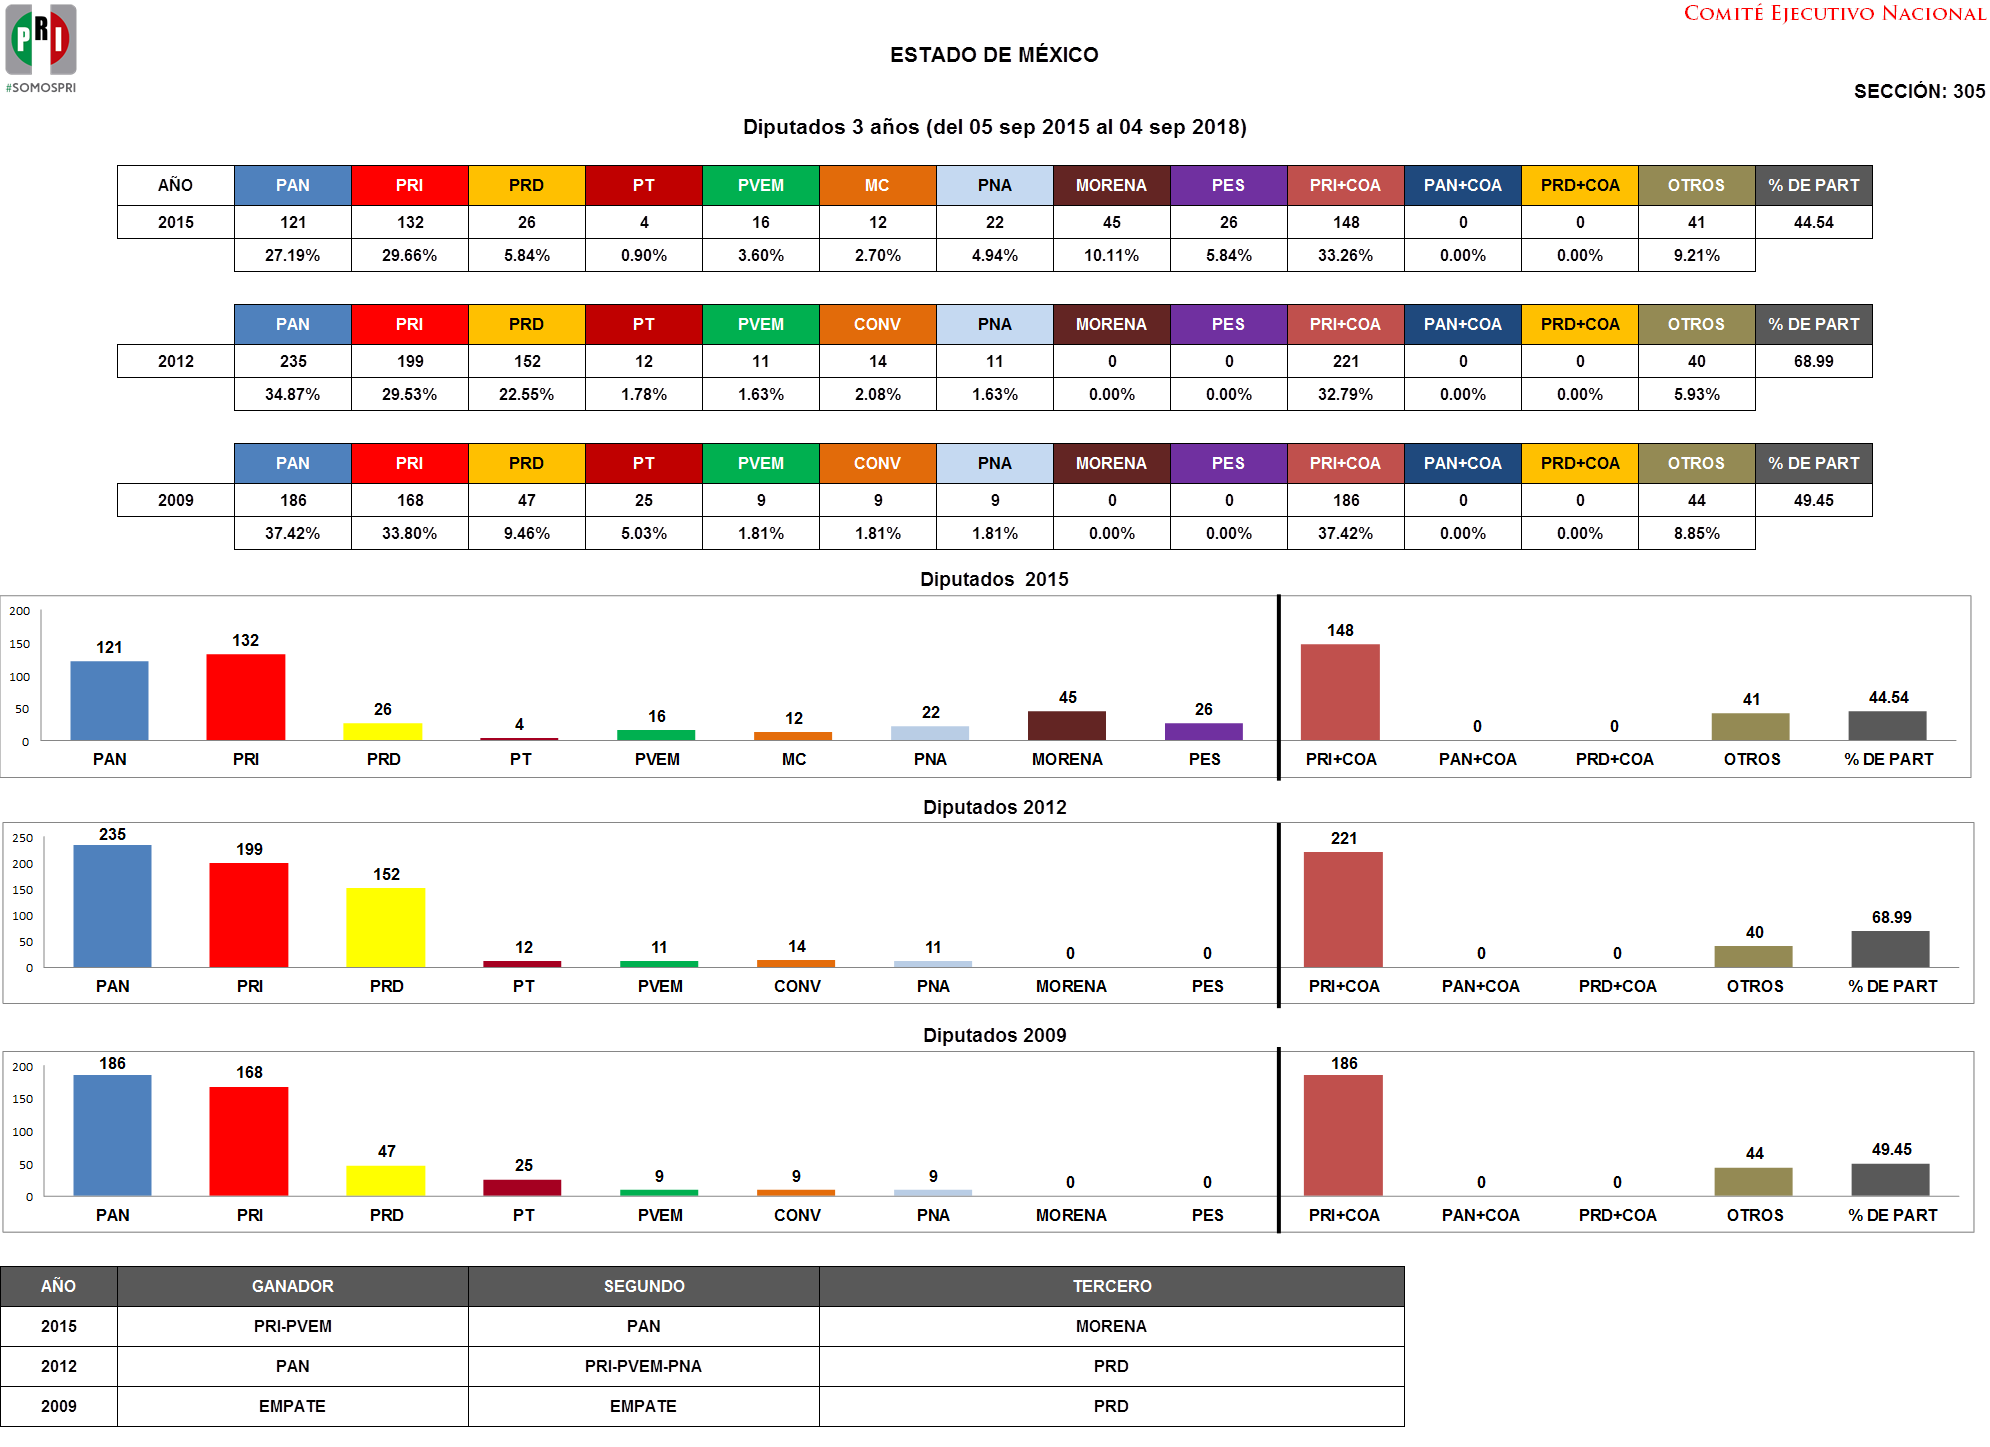 PRI
#SOMOSPRI
COMITÉ EJECUTIVO NACIONAL
ESTADO DE MÉXICO
SECCIÓN: 305
Diputados 3 años (del 05 sep 2015 al 04 sep 2018)
AÑO PAN PRI PRD PT PVEM MC PNA MORENA PES PRI+COA PAN+COA PRD+COA OTROS % DE PART
2015 121 132 26 4 16 12 22 45 26 148 0 0 41 44.54
27.19% 29.66% 5.84% 0.90% 3.60% 2.70% 4.94% 10.11% 5.84% 33.26% 0.00% 0.00% 9.21%
PAN PRI PRD PT PVEM CONV PNA MORENA PES PRI+COA PAN+COA PRD+COA OTROS % DE PART
2012 235 199 152 12 11 14 11 0 0 221 0 0 40 68.99
34.87% 29.53% 22.55% 1.78% 1.63% 2.08% 1.63% 0.00% 0.00% 32.79% 0.00% 0.00% 5.93%
PAN PRI PRD PT PVEM CONV PNA MORENA PES PRI+COA PAN+COA PRD+COA OTROS % DE PART
2009 186 168 47 25 9 9 9 0 0 186 0 0 44 49.45
37.42% 33.80% 9.46% 5.03% 1.81% 1.81% 1.81% 0.00% 0.00% 37.42% 0.00% 0.00% 8.85%
Diputados 2015
200
150
100
50
0
121 132 26 4 16 12 22 45 26 148 0 0 41 44.54
PAN PRI PRD PT PVEM MC PNA MORENA PES PRI+COA PAN+COA PRD+COA OTROS % DE PART
Diputados 2012
250
200
150
100
50
0
235 199 152 12 11 14 11 0 0 221 0 0 40 68.99
PAN PRI PRD PT PVEM CONV PNA MORENA PES PRI+COA PAN+COA PRD+COA OTROS % DE PART
Diputados 2009
200
150
100
50
0
186 168 47 25 9 9 9 0 0 186 0 0 44 49.45
PAN PRI PRD PT PVEM CONV PNA MORENA PES PRI+COA PAN+COA PRD+COA OTROS % DE PART
AÑO GANADOR SEGUNDO TERCERO
2015 PRI-PVEM PAN MORENA
2012 PAN PRI-PVEM-PNA PRD
2009 EMPATE EMPATE PRD